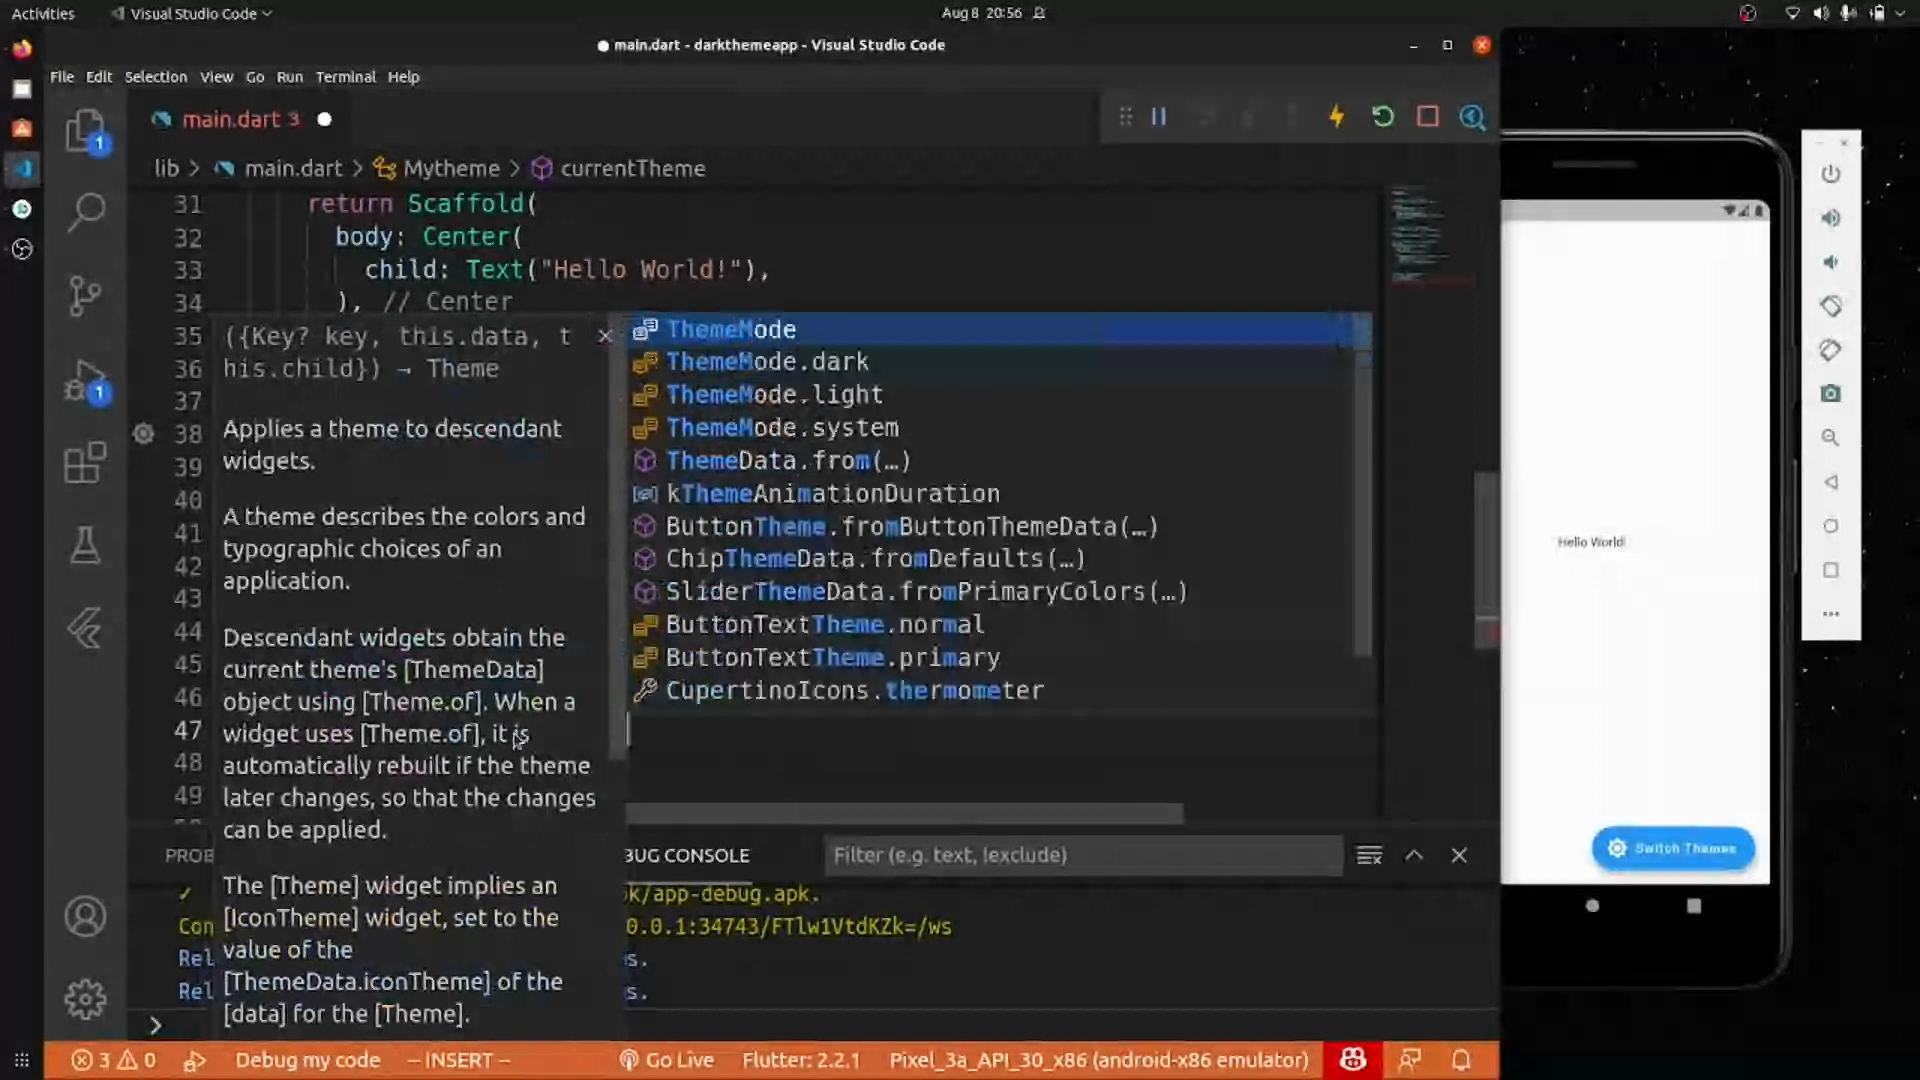 Activities
Visual Studio Code
Aug 8 20:56
main.dart - darkthemeapp - Visual Studio Code
File Edit Selection View Go Run Terminal Help
1
main.dart 3
lib > main.dart > Mytheme > currentTheme
31 return Scaffold(
32 body: Center(
33 child: Text("Hello World!"),
34 ), // Center
35
36
37
38
39
40
41
42
43
44
45
46
47
48
49
({Key? key, this.data, t
his.child}) → Theme
Applies a theme to descendant
widgets.
A theme describes the colors and
typographic choices of an
application.
Descendant widgets obtain the
current theme's [ThemeData]
object using [Theme.of]. When a
widget uses [Theme.of], it is
automatically rebuilt if the theme
later changes, so that the changes
can be applied.
The [Theme] widget implies an
[IconTheme] widget, set to the
value of the
[ThemeData.iconTheme] of the
[data] for the [Theme].
ThemeMode
ThemeMode.dark
ThemeMode.light
ThemeMode.system
ThemeData.from(…)
kThemeAnimationDuration
ButtonTheme.fromButtonThemeData(…)
ChipThemeData.fromDefaults(…)
SliderThemeData.fromPrimaryColors(…)
ButtonTextTheme.normal
ButtonTextTheme.primary
CupertinoIcons.thermometer
1
PROB
BUG CONSOLE
Filter (e.g. text, !exclude)
✓ ok/app-debug.apk.
Con 0.0.1:34743/FTlw1VtdKZk=/ws
Rel s.
Rel s.
>
3 0
Debug my code
-- INSERT --
Go Live
Flutter: 2.2.1
Pixel_3a_API_30_x86 (android-x86 emulator)
Hello World!
Switch Themes